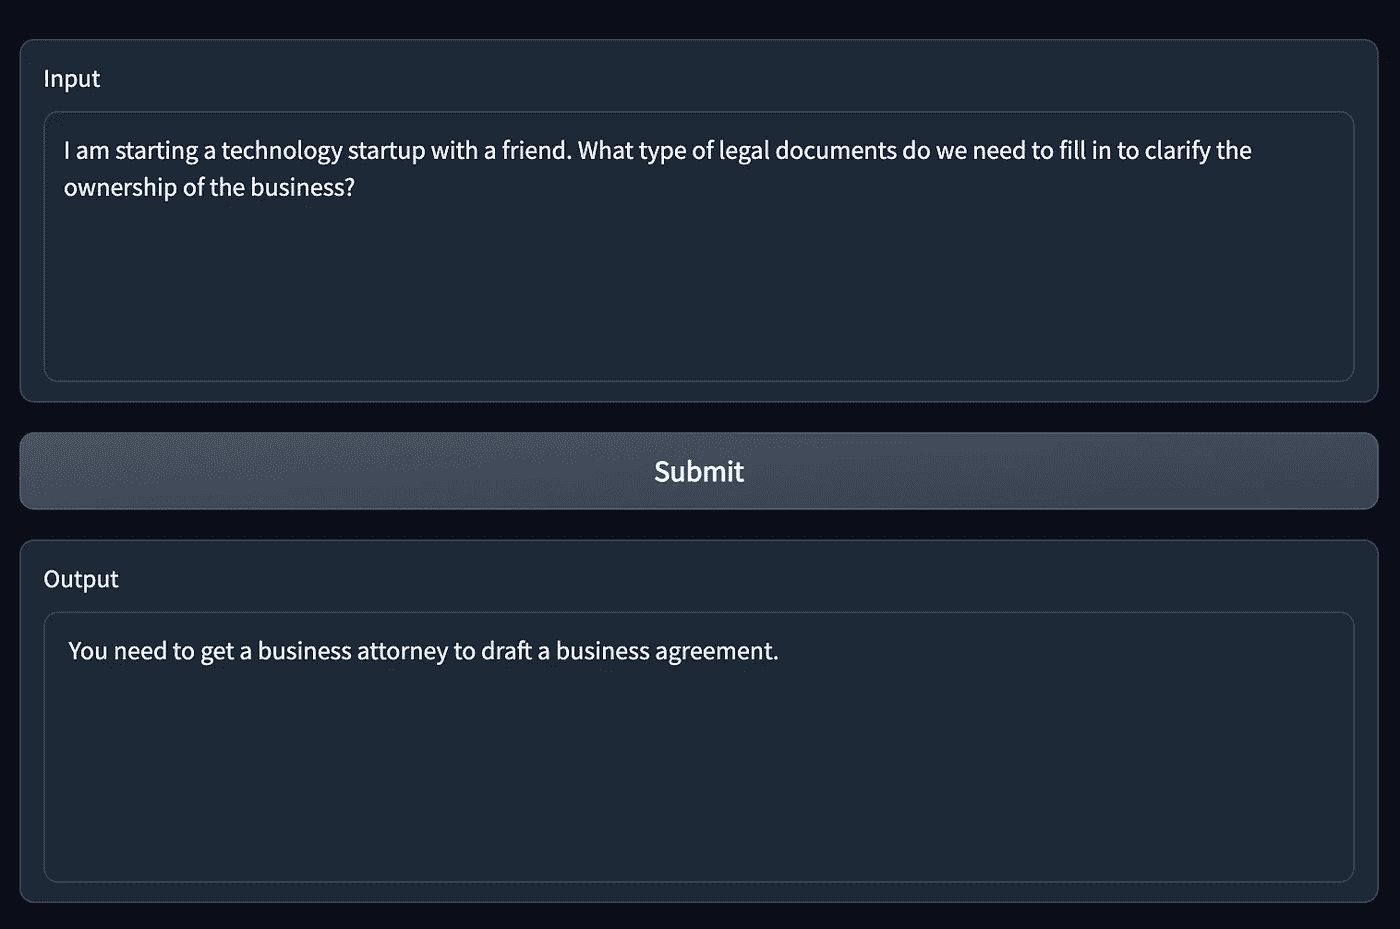 Input
I am starting a technology startup with a friend. What type of legal documents do we need to fill in to clarify the
ownership of the business?
Submit
Output
You need to get a business attorney to draft a business agreement.